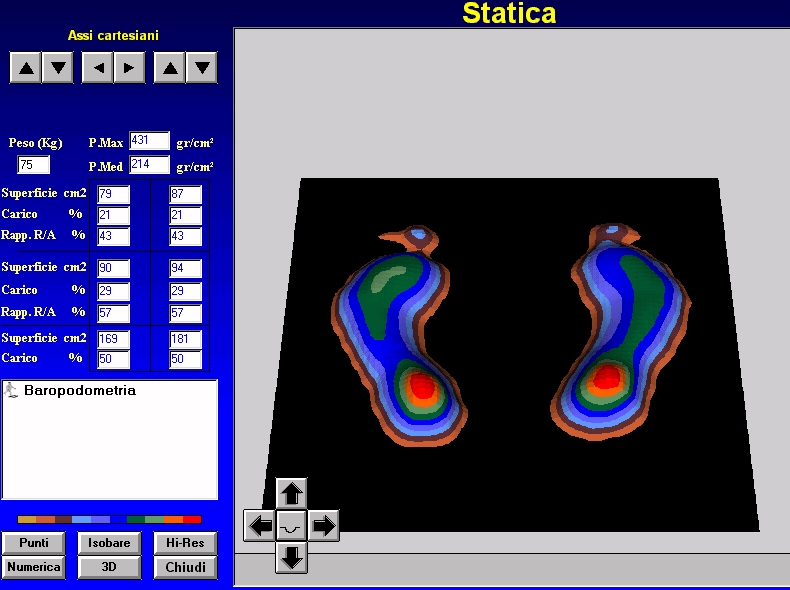 Statica
Assi cartesiani
Peso (Kg) P.Max 431 gr/cm²
75 P.Med 214 gr/cm²
Superficie cm2 79 87
Carico % 21 21
Rapp. R/A % 43 43
Superficie cm2 90 94
Carico % 29 29
Rapp. R/A % 57 57
Superficie cm2 169 181
Carico % 50 50
Baropodometria
Punti Isobare Hi-Res
Numerica 3D Chiudi